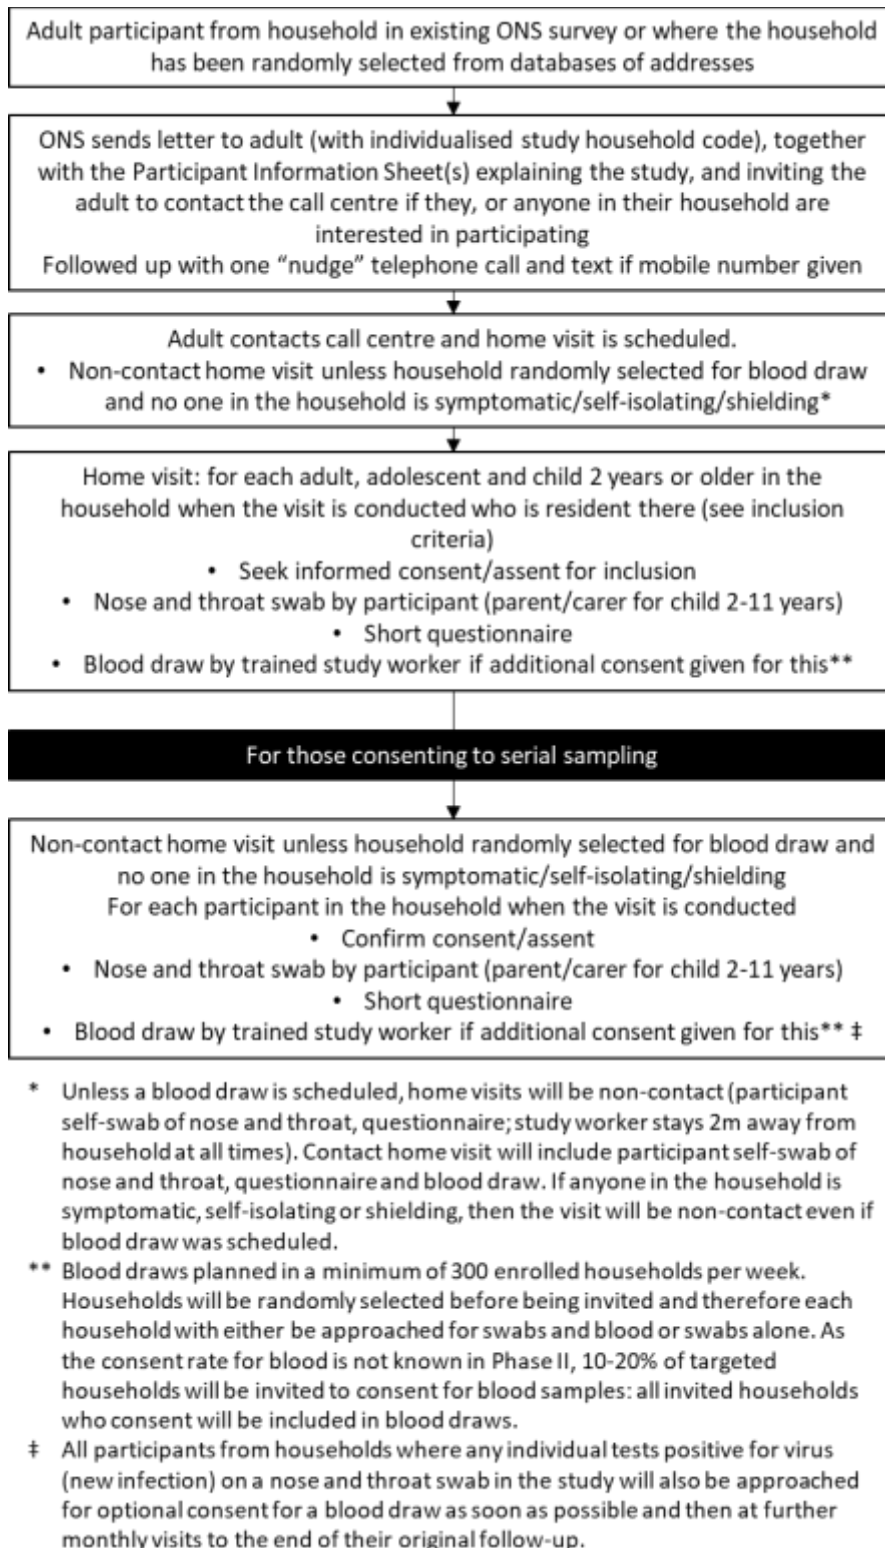 Adult participant from household in existing ONS survey or where the household
has been randomly selected from databases of addresses
ONS sends letter to adult (with individualised study household code), together
with the Participant Information Sheet(s) explaining the study, and inviting the
adult to contact the call centre if they, or anyone in their household are
interested in participating
Followed up with one “nudge” telephone call and text if mobile number given
Adult contacts call centre and home visit is scheduled.
• Non-contact home visit unless household randomly selected for blood draw
and no one in the household is symptomatic/self-isolating/shielding*
Home visit: for each adult, adolescent and child 2 years or older in the
household when the visit is conducted who is resident there (see inclusion
criteria)
• Seek informed consent/assent for inclusion
• Nose and throat swab by participant (parent/carer for child 2-11 years)
• Short questionnaire
• Blood draw by trained study worker if additional consent given for this**
For those consenting to serial sampling
Non-contact home visit unless household randomly selected for blood draw and
no one in the household is symptomatic/self-isolating/shielding
For each participant in the household when the visit is conducted
• Confirm consent/assent
• Nose and throat swab by participant (parent/carer for child 2-11 years)
• Short questionnaire
• Blood draw by trained study worker if additional consent given for this** ‡
* Unless a blood draw is scheduled, home visits will be non-contact (participant
self-swab of nose and throat, questionnaire; study worker stays 2m away from
household at all times). Contact home visit will include participant self-swab of
nose and throat, questionnaire and blood draw. If anyone in the household is
symptomatic, self-isolating or shielding, then the visit will be non-contact even if
blood draw was scheduled.
** Blood draws planned in a minimum of 300 enrolled households per week.
Households will be randomly selected before being invited and therefore each
household with either be approached for swabs and blood or swabs alone. As
the consent rate for blood is not known in Phase II, 10-20% of targeted
households will be invited to consent for blood samples: all invited households
who consent will be included in blood draws.
‡ All participants from households where any individual tests positive for virus
(new infection) on a nose and throat swab in the study will also be approached
for optional consent for a blood draw as soon as possible and then at further
monthly visits to the end of their original follow-up.